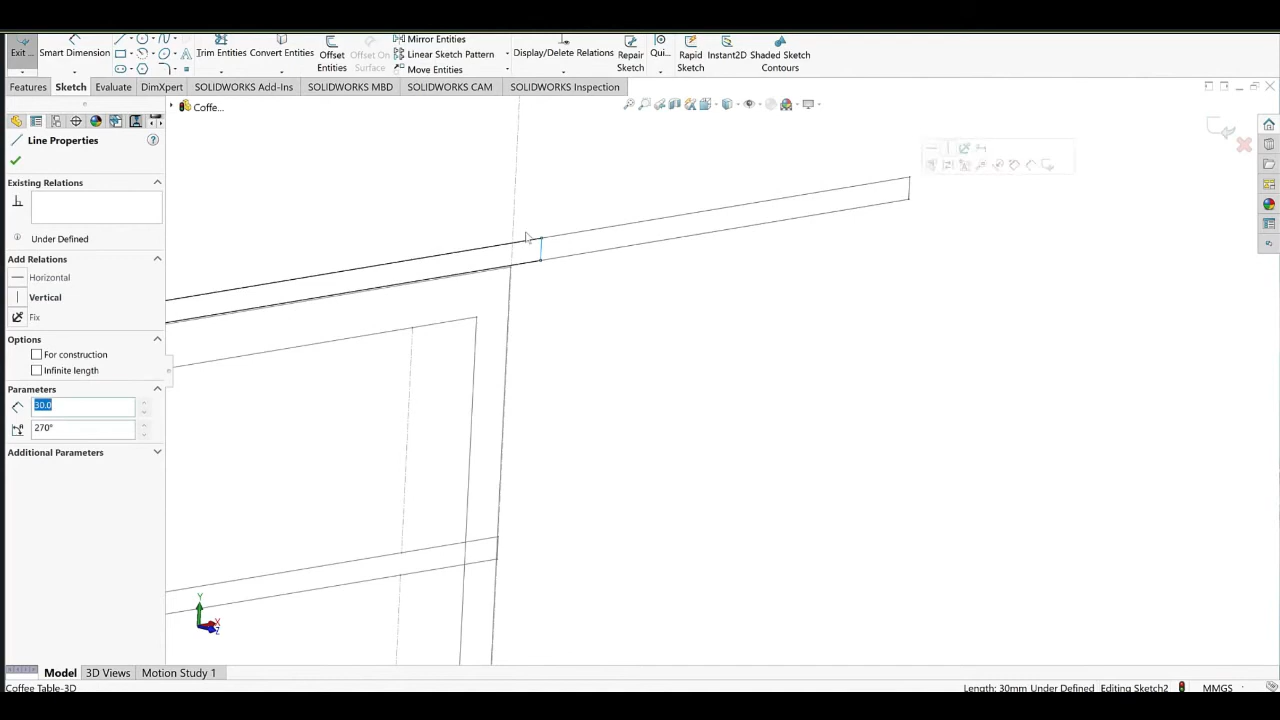 Mirror Entities
Exit ...
Smart Dimension
Trim Entities
Convert Entities
Offset Entities
Offset On Surface
Linear Sketch Pattern
Move Entities
Display/Delete Relations
Repair Sketch
Qui...
Rapid Sketch
Instant2D
Shaded Sketch Contours
Features
Sketch
Evaluate
DimXpert
SOLIDWORKS Add-Ins
SOLIDWORKS MBD
SOLIDWORKS CAM
SOLIDWORKS Inspection
Coffe...
Line Properties
Existing Relations
Under Defined
Add Relations
Horizontal
Vertical
Fix
Options
For construction
Infinite length
Parameters
30.0
270°
Additional Parameters
Y
X
Z
Model
3D Views
Motion Study 1
Coffee Table-3D
Length: 30mm Under Defined Editing Sketch2
MMGS